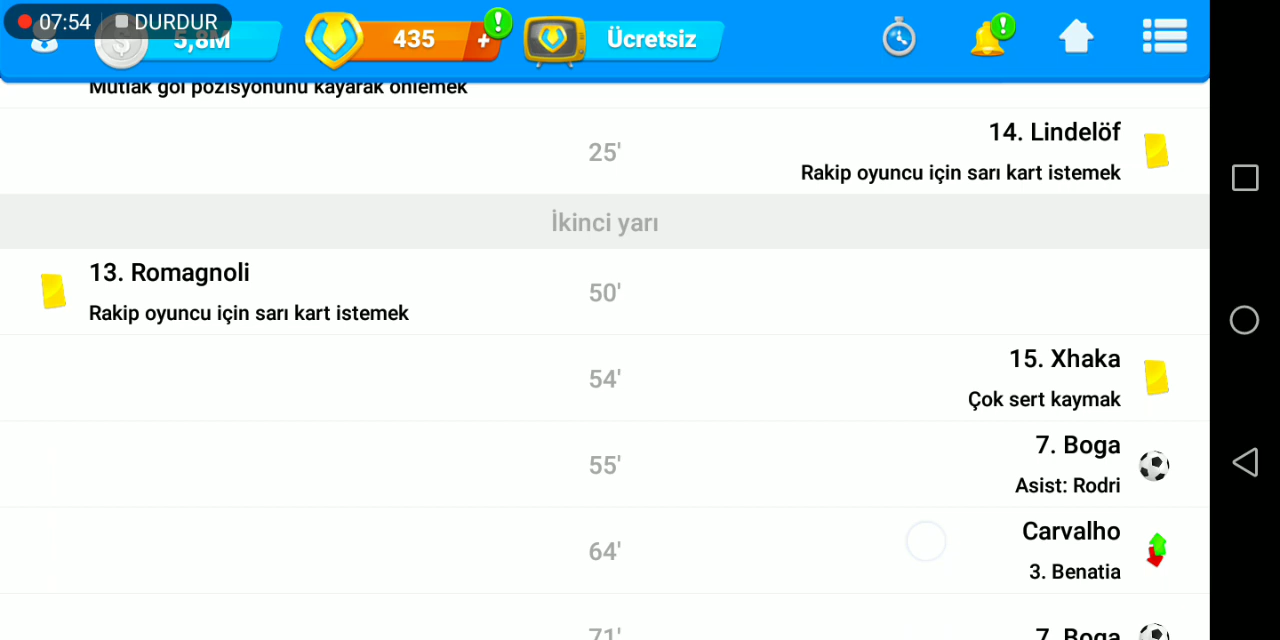 07:54 DURDUR
5,8M
435
+
Ücretsiz
Mutlak gol pozisyonunu kayarak önlemek
14. Lindelöf
25'
Rakip oyuncu için sarı kart istemek
İkinci yarı
13. Romagnoli
50'
Rakip oyuncu için sarı kart istemek
15. Xhaka
54'
Çok sert kaymak
7. Boga
55'
Asist: Rodri
Carvalho
64'
3. Benatia
71'
7. Boga